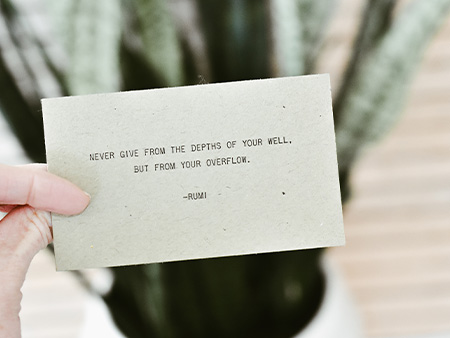 NEVER GIVE FROM THE DEPTHS OF YOUR WELL,
BUT FROM YOUR OVERFLOW.
-RUMI